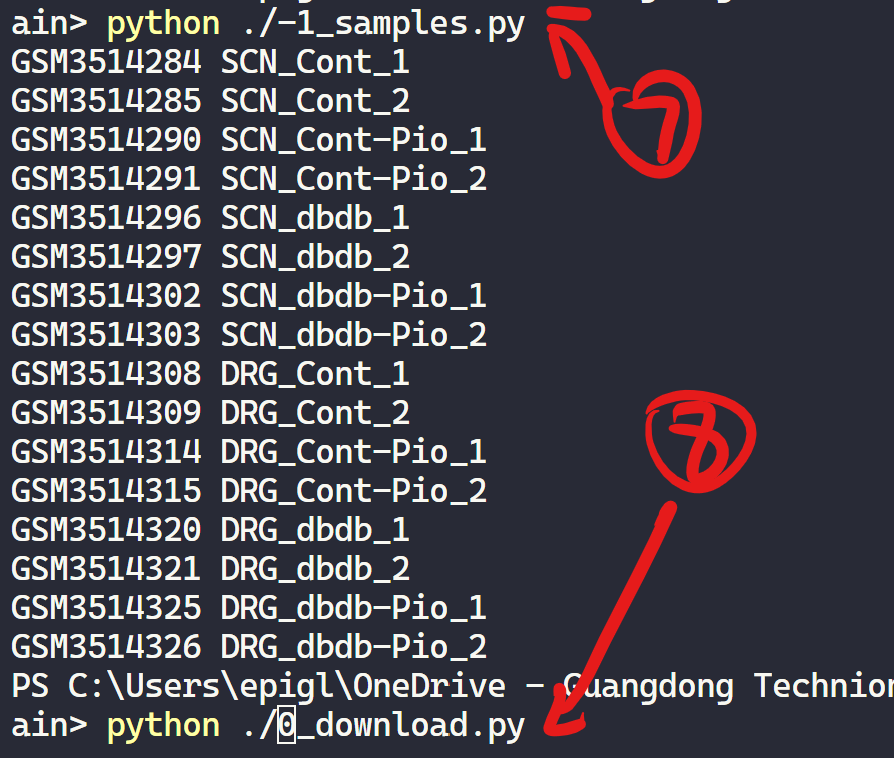 ain> python ./-1_samples.py
7
GSM3514284 SCN_Cont_1
GSM3514285 SCN_Cont_2
GSM3514290 SCN_Cont-Pio_1
GSM3514291 SCN_Cont-Pio_2
GSM3514296 SCN_dbdb_1
GSM3514297 SCN_dbdb_2
GSM3514302 SCN_dbdb-Pio_1
GSM3514303 SCN_dbdb-Pio_2
GSM3514308 DRG_Cont_1
GSM3514309 DRG_Cont_2
8
GSM3514314 DRG_Cont-Pio_1
GSM3514315 DRG_Cont-Pio_2
GSM3514320 DRG_dbdb_1
GSM3514321 DRG_dbdb_2
GSM3514325 DRG_dbdb-Pio_1
GSM3514326 DRG_dbdb-Pio_2
PS C:\Users\epigl\OneDrive - Guangdong Technion
ain> python ./0_download.py